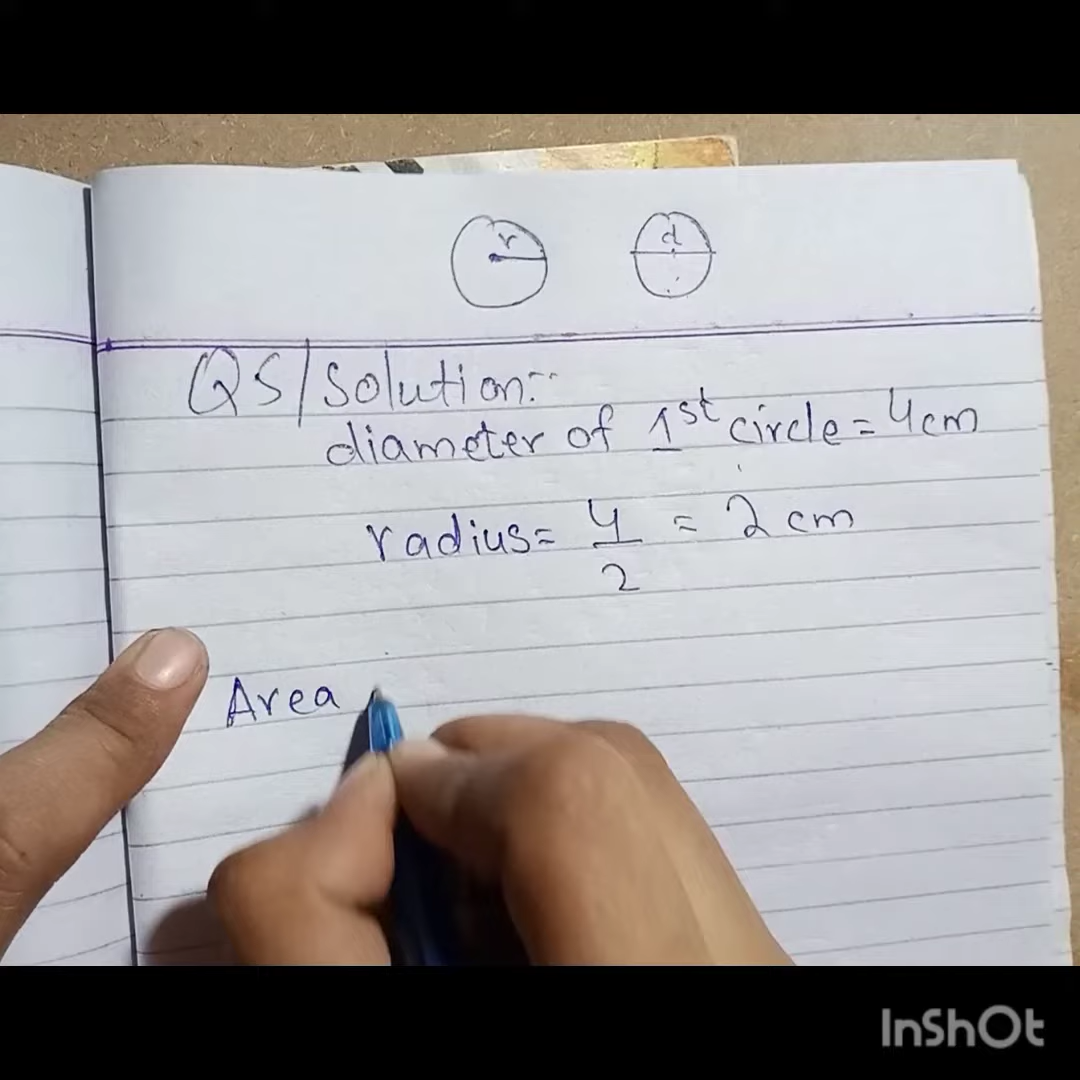 r
d
Q5/Solution:-
diameter of 1st circle = 4cm
radius = 4/2 = 2 cm
Area
InShOt